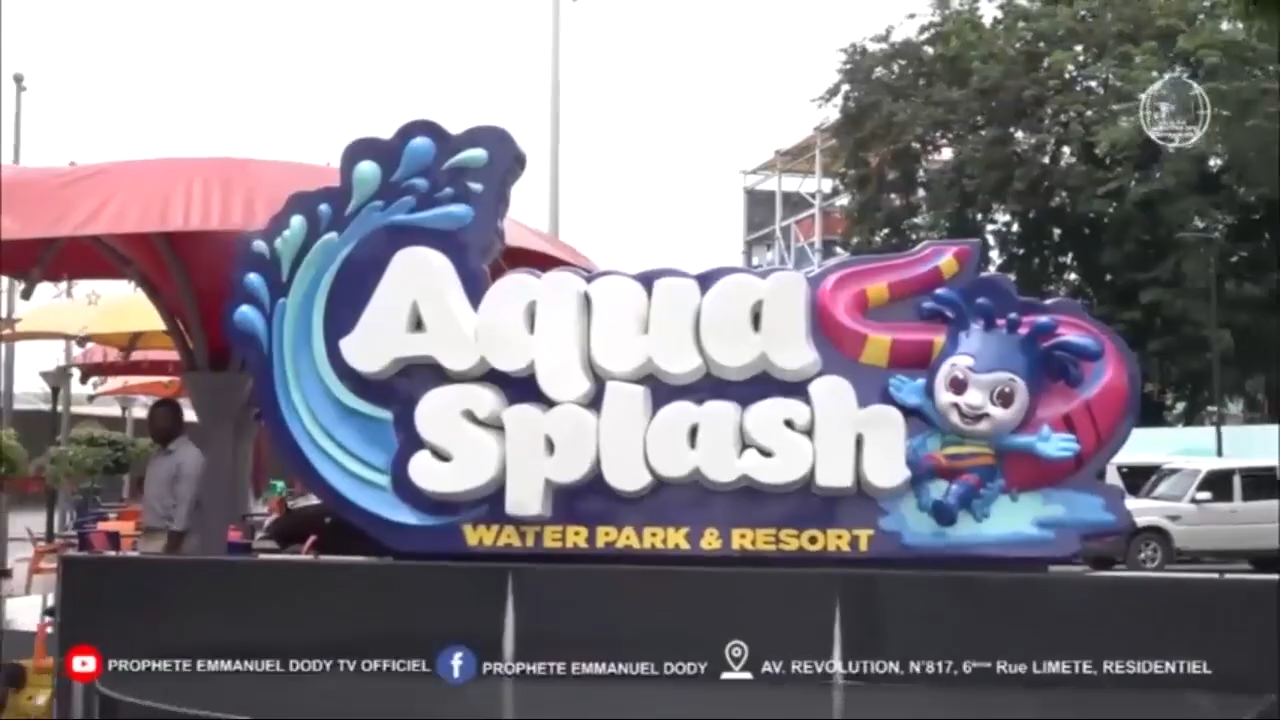 Aqua
Splash
WATER PARK & RESORT
PROPHETE EMMANUEL DODY TV OFFICIEL
PROPHETE EMMANUEL DODY
AV. REVOLUTION, N°817, 6ème Rue LIMETE, RESIDENTIEL